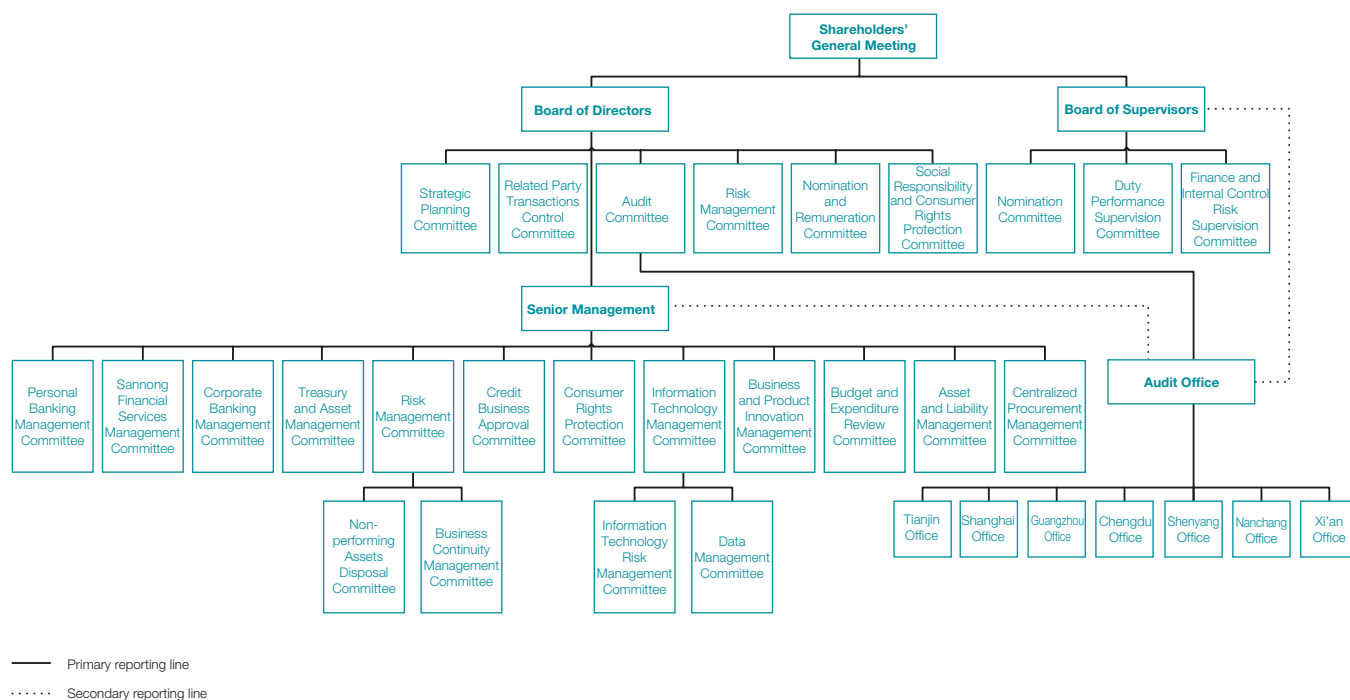 Shareholders’
General Meeting
Board of Directors
Board of Supervisors
Strategic
Planning
Committee
Related Party
Transactions
Control
Committee
Audit
Committee
Risk
Management
Committee
Nomination
and
Remuneration
Committee
Social
Responsibility
and Consumer
Rights
Protection
Committee
Nomination
Committee
Duty
Performance
Supervision
Committee
Finance and
Internal Control
Risk
Supervision
Committee
Senior Management
Audit Office
Personal
Banking
Management
Committee
Sannong
Financial
Services
Management
Committee
Corporate
Banking
Management
Committee
Treasury
and Asset
Management
Committee
Risk
Management
Committee
Credit
Business
Approval
Committee
Consumer
Rights
Protection
Committee
Information
Technology
Management
Committee
Business
and Product
Innovation
Management
Committee
Budget and
Expenditure
Review
Committee
Asset
and Liability
Management
Committee
Centralized
Procurement
Management
Committee
Non-
performing
Assets
Disposal
Committee
Business
Continuity
Management
Committee
Information
Technology
Risk
Management
Committee
Data
Management
Committee
Tianjin
Office
Shanghai
Office
Guangzhou
Office
Chengdu
Office
Shenyang
Office
Nanchang
Office
Xi’an
Office
Primary reporting line
Secondary reporting line